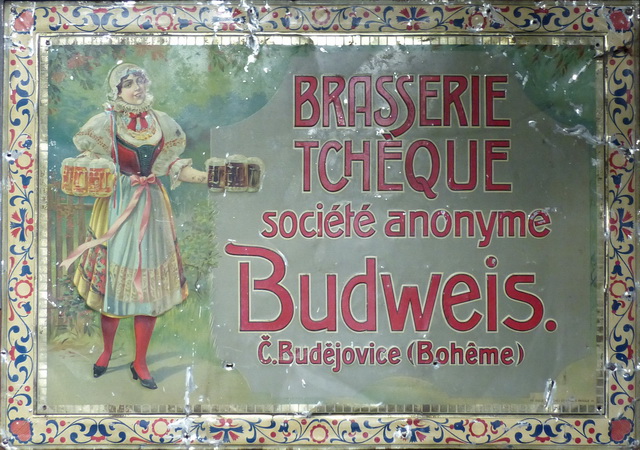 BRASSERIE
TCHÈQUE
société anonyme
Budweis.
Č.Budějovice (Bohême)